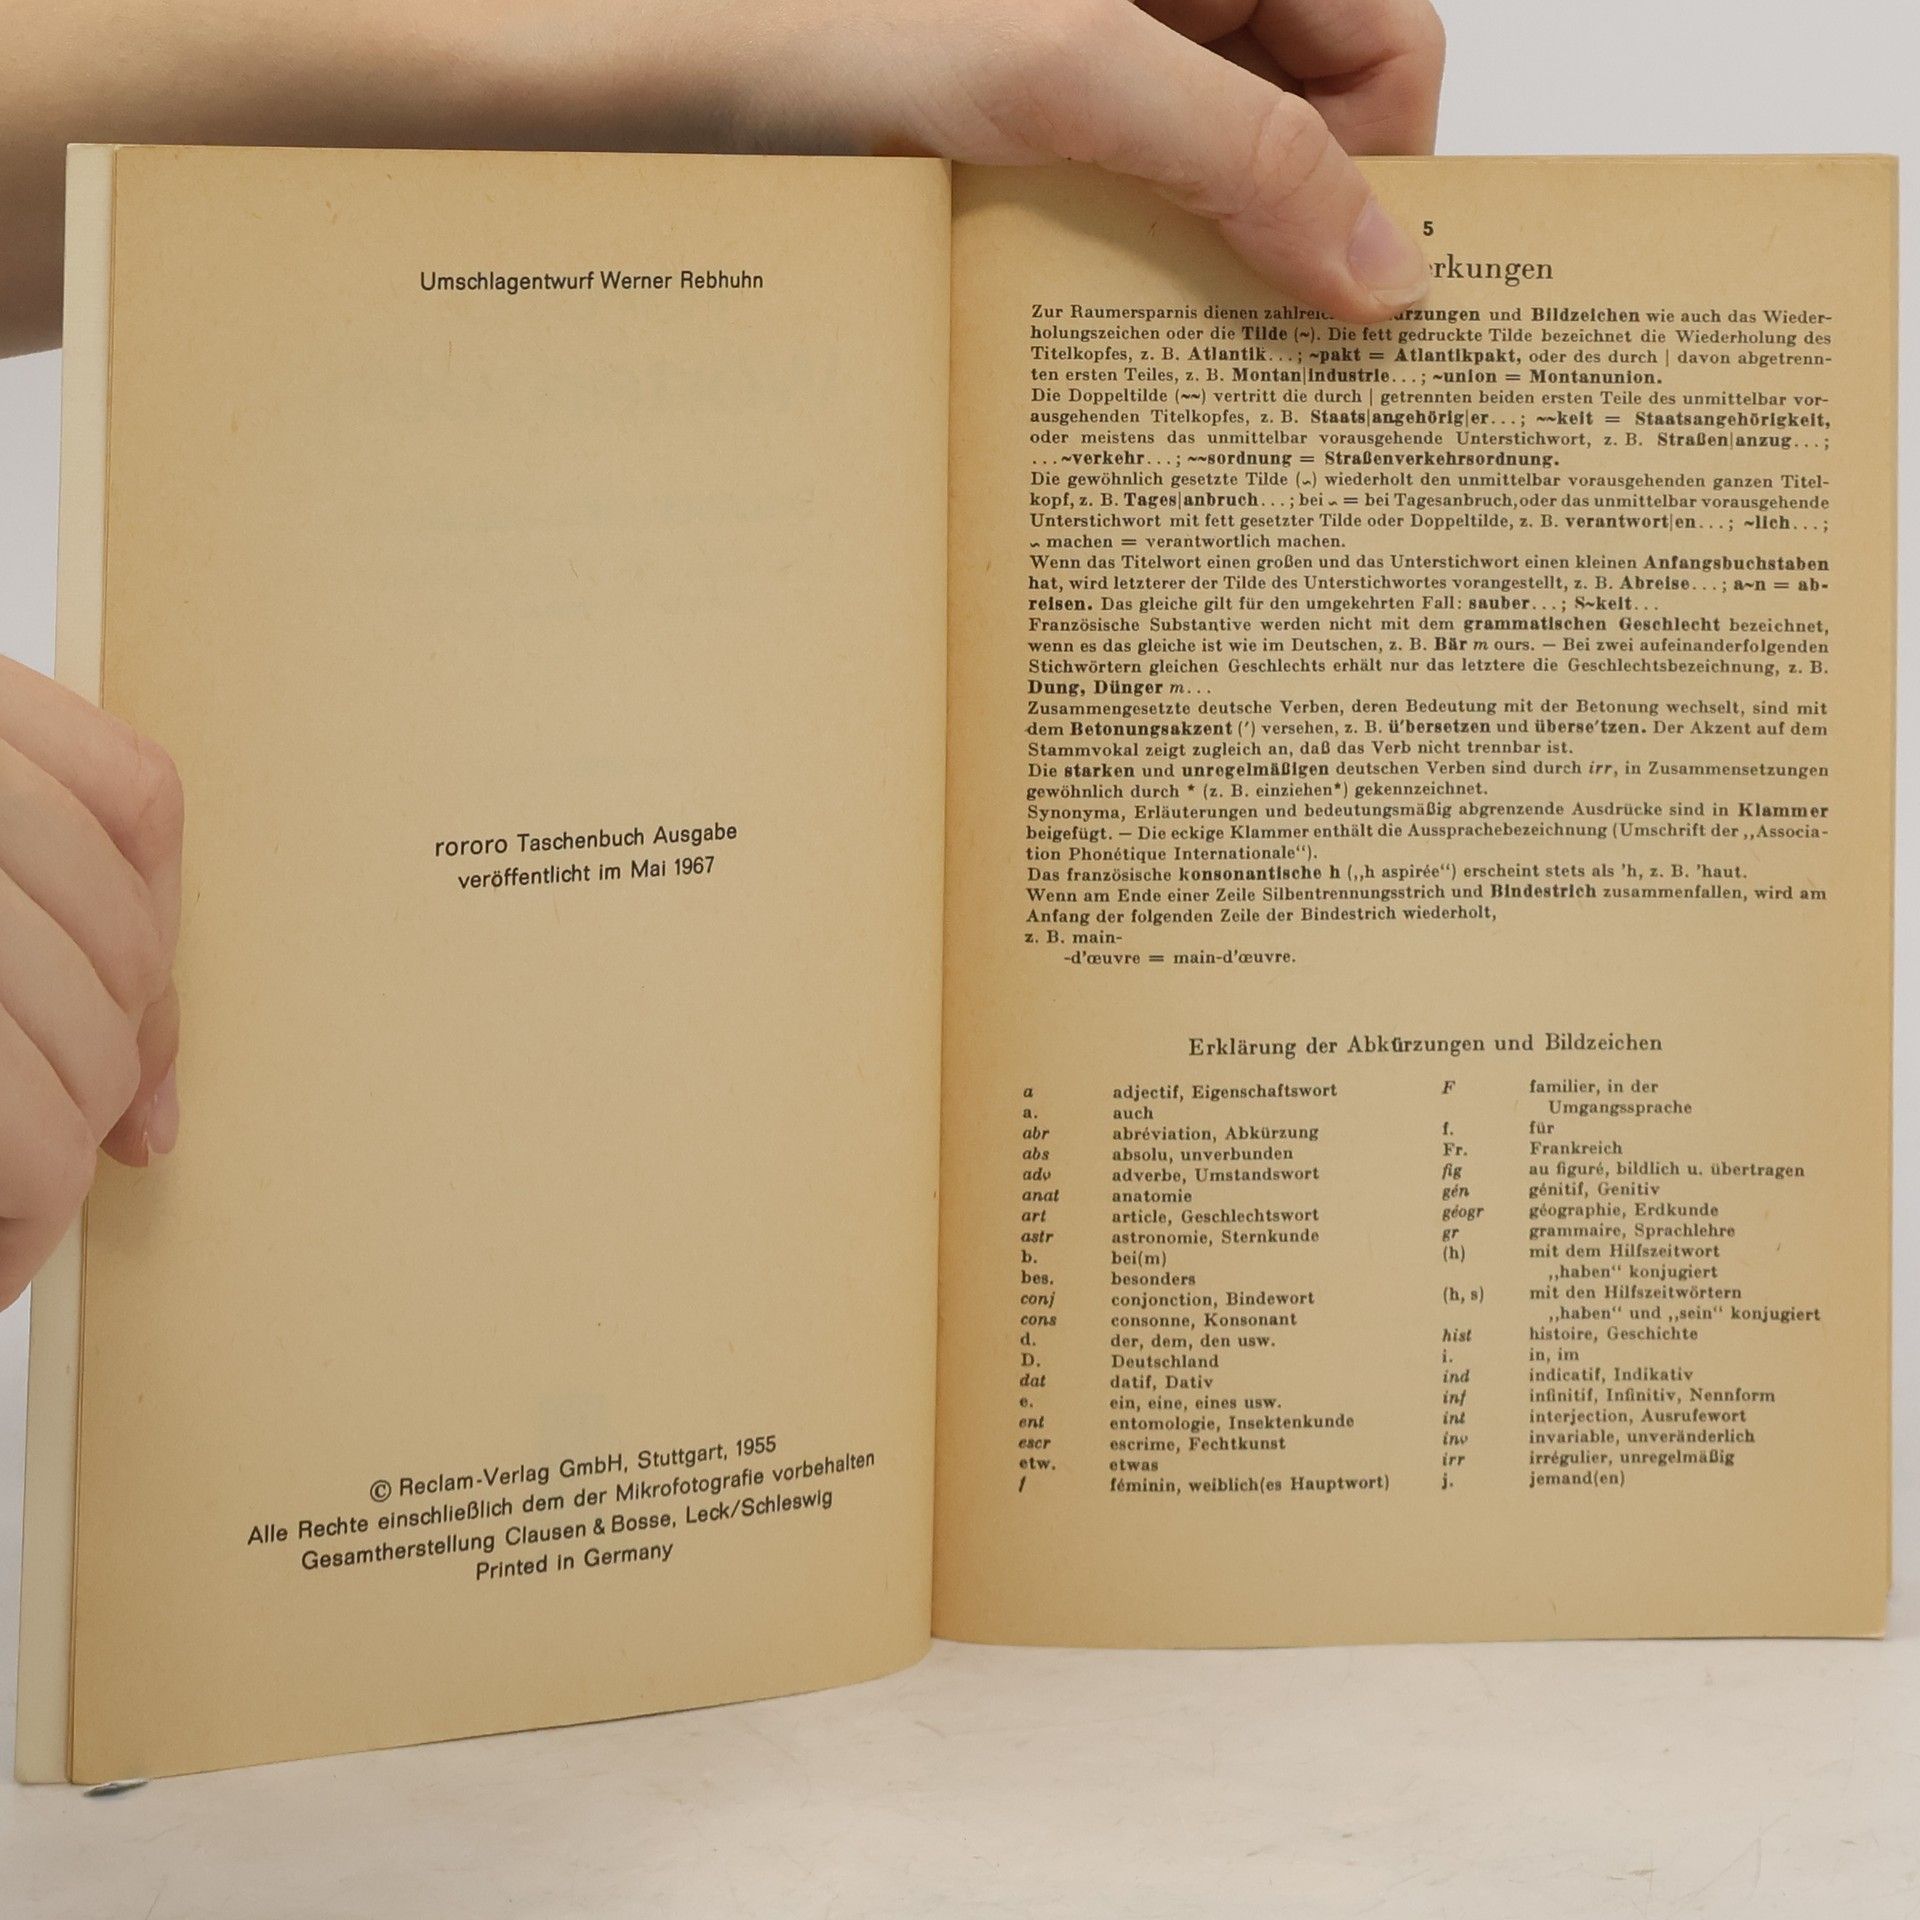 Umschlagentwurf Werner Rebhuhn
rororo Taschenbuch Ausgabe
veröffentlicht im Mai 1967
© Reclam-Verlag GmbH, Stuttgart, 1955
Alle Rechte einschließlich dem der Mikrofotografie vorbehalten
Gesamtherstellung Clausen & Bosse, Leck/Schleswig
Printed in Germany
5
Zur Raumersparnis dienen und Bildzeichen wie auch das Wieder-
holungszeichen oder die Tilde (~). Die fett gedruckte Tilde bezeichnet die Wiederholung des
Titelkopfes, z. B. Atlantik...; ~pakt = Atlantikpakt, oder des durch | davon abgetrenn-
ten ersten Teiles, z. B. Montan|industrie...; ~union = Montanunion.
Die Doppeltilde (~~) vertritt die durch | getrennten beiden ersten Teile des unmittelbar vor-
ausgehenden Titelkopfes, z. B. Staats|angehörig|er...; ~~keit = Staatsangehörigkeit,
oder meistens das unmittelbar vorausgehende Unterstichwort, z. B. Straßen|anzug...;
...~verkehr...; ~~sordnung = Straßenverkehrsordnung.
Die gewöhnlich gesetzte Tilde (~) wiederholt den unmittelbar vorausgehenden ganzen Titel-
kopf, z. B. Tages|anbruch...; bei ~ = bei Tagesanbruch, oder das unmittelbar vorausgehende
Unterstichwort mit fett gesetzter Tilde oder Doppeltilde, z. B. verantwort|en...; ~lich...;
~ machen = verantwortlich machen.
Wenn das Titelwort einen großen und das Unterstichwort einen kleinen Anfangsbuchstaben
hat, wird letzterer der Tilde des Unterstichwortes vorangestellt, z. B. Abreise...; a~n = ab-
reisen. Das gleiche gilt für den umgekehrten Fall: sauber...; S~keit...
Französische Substantive werden nicht mit dem grammatischen Geschlecht bezeichnet,
wenn es das gleiche ist wie im Deutschen, z. B. Bär m ours. — Bei zwei aufeinanderfolgenden
Stichwörtern gleichen Geschlechts erhält nur das letztere die Geschlechtsbezeichnung, z. B.
Dung, Dünger m...
Zusammengesetzte deutsche Verben, deren Bedeutung mit der Betonung wechselt, sind mit
dem Betonungsakzent (') versehen, z. B. ü'bersetzen und überse'tzen. Der Akzent auf dem
Stammvokal zeigt zugleich an, daß das Verb nicht trennbar ist.
Die starken und unregelmäßigen deutschen Verben sind durch irr, in Zusammensetzungen
gewöhnlich durch * (z. B. einziehen*) gekennzeichnet.
Synonyma, Erläuterungen und bedeutungsmäßig abgrenzende Ausdrücke sind in Klammer
beigefügt. — Die eckige Klammer enthält die Aussprachebezeichnung (Umschrift der „Associa-
tion Phonétique Internationale“).
Das französische konsonantische h („h aspirée“) erscheint stets als 'h, z. B. 'haut.
Wenn am Ende einer Zeile Silbentrennungsstrich und Bindestrich zusammenfallen, wird am
Anfang der folgenden Zeile der Bindestrich wiederholt,
z. B. main-
-d'œuvre = main-d'œuvre.
Erklärung der Abkürzungen und Bildzeichen
a adjectif, Eigenschaftswort
a. auch
abr abréviation, Abkürzung
abs absolu, unverbunden
adv adverbe, Umstandswort
anat anatomie
art article, Geschlechtswort
astr astronomie, Sternkunde
b. bei(m)
bes. besonders
conj conjonction, Bindewort
cons consonne, Konsonant
d. der, dem, den usw.
D. Deutschland
dat datif, Dativ
e. ein, eine, eines usw.
ent entomologie, Insektenkunde
escr escrime, Fechtkunst
etw. etwas
f féminin, weiblich(es Hauptwort)
F familier, in der
Umgangssprache
f. für
Fr. Frankreich
fig au figuré, bildlich u. übertragen
gén génitif, Genitiv
géogr géographie, Erdkunde
gr grammaire, Sprachlehre
(h) mit dem Hilfszeitwort
„haben“ konjugiert
(h, s) mit den Hilfszeitwörtern
„haben“ und „sein“ konjugiert
hist histoire, Geschichte
i. in, im
ind indicatif, Indikativ
inf infinitif, Infinitiv, Nennform
int interjection, Ausrufewort
inv invariable, unveränderlich
irr irrégulier, unregelmäßig
j. jemand(en)